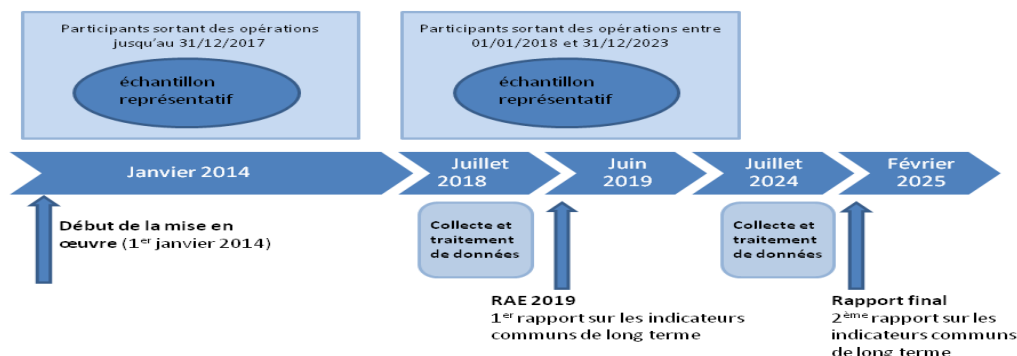 Participants sortant des opérations
jusqu'au 31/12/2017
échantillon
représentatif
Participants sortant des opérations entre
01/01/2018 et 31/12/2023
échantillon
représentatif
Janvier 2014
Juillet
2018
Juin
2019
Juillet
2024
Février
2025
Début de la mise en
œuvre (1er janvier 2014)
Collecte et
traitement
de données
Collecte et
traitement
de données
RAE 2019
1er rapport sur les indicateurs
communs de long terme
Rapport final
2ème rapport sur les
indicateurs communs
de long terme